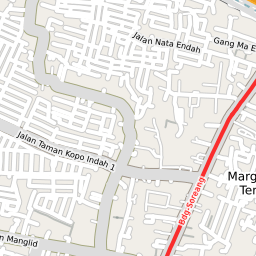 Jalan Nata Endah
Gang Ma E
Jalan Taman Kopo Indah 1
Marg
Ter
Bdg-Soreang
n Manglid